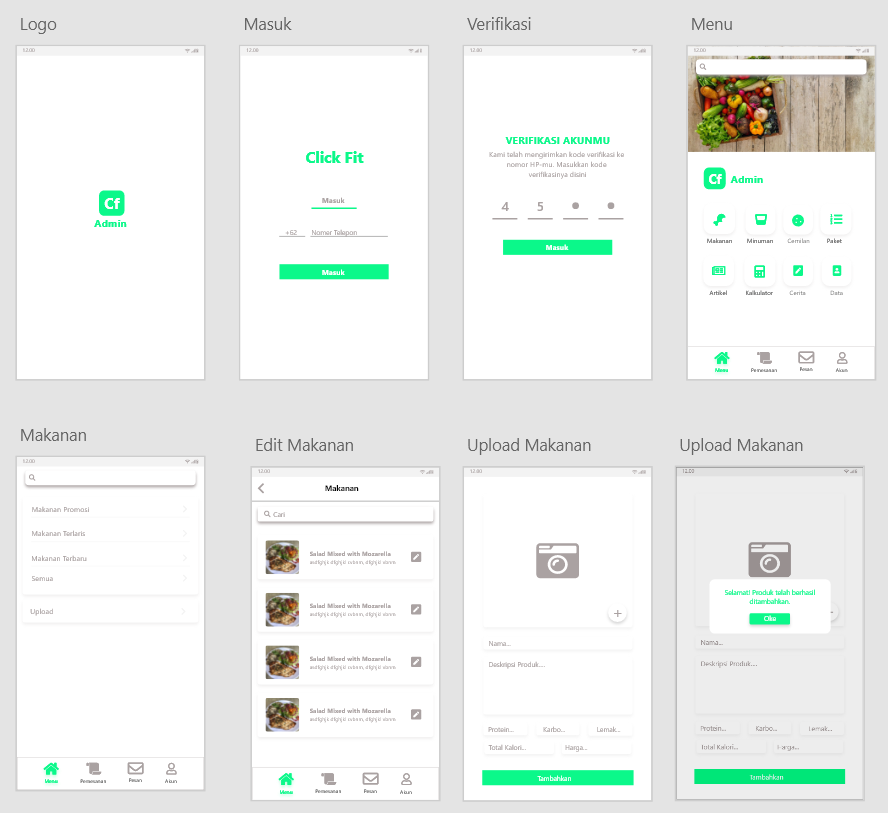 Logo
Masuk
Verifikasi
Menu
12.00
Cf
Admin
12.00
Click Fit
Masuk
+62 Nomor Telepon
Masuk
12.00
VERIFIKASI AKUNMU
Kami telah mengirimkan kode verifikasi ke
nomor HP-mu. Masukkan kode
verifikasinya disini
4 5
Masuk
12.00
Cf Admin
Makanan Minuman Camilan Paket
Artikel Kalkulator Cerita Data
Menu Pemesanan Pesan Akun
Makanan
Edit Makanan
Upload Makanan
Upload Makanan
12.00
Makanan Promosi
Makanan Terlaris
Makanan Terbaru
Semua
Upload
Menu Pemesanan Pesan Akun
12.00
Makanan
Cari
Salad Mixed with Mozarella
Salad Mixed with Mozarella
Salad Mixed with Mozarella
Salad Mixed with Mozarella
Menu Pemesanan Pesan Akun
12.00
+
Nama...
Deskripsi Produk....
Protein... Karbo... Lemak...
Total Kalori... Harga...
Tambahkan
12.00
Selamat! Produk telah berhasil
ditambahkan.
Oke
Nama...
Deskripsi Produk....
Protein... Karbo... Lemak...
Total Kalori... Harga...
Tambahkan